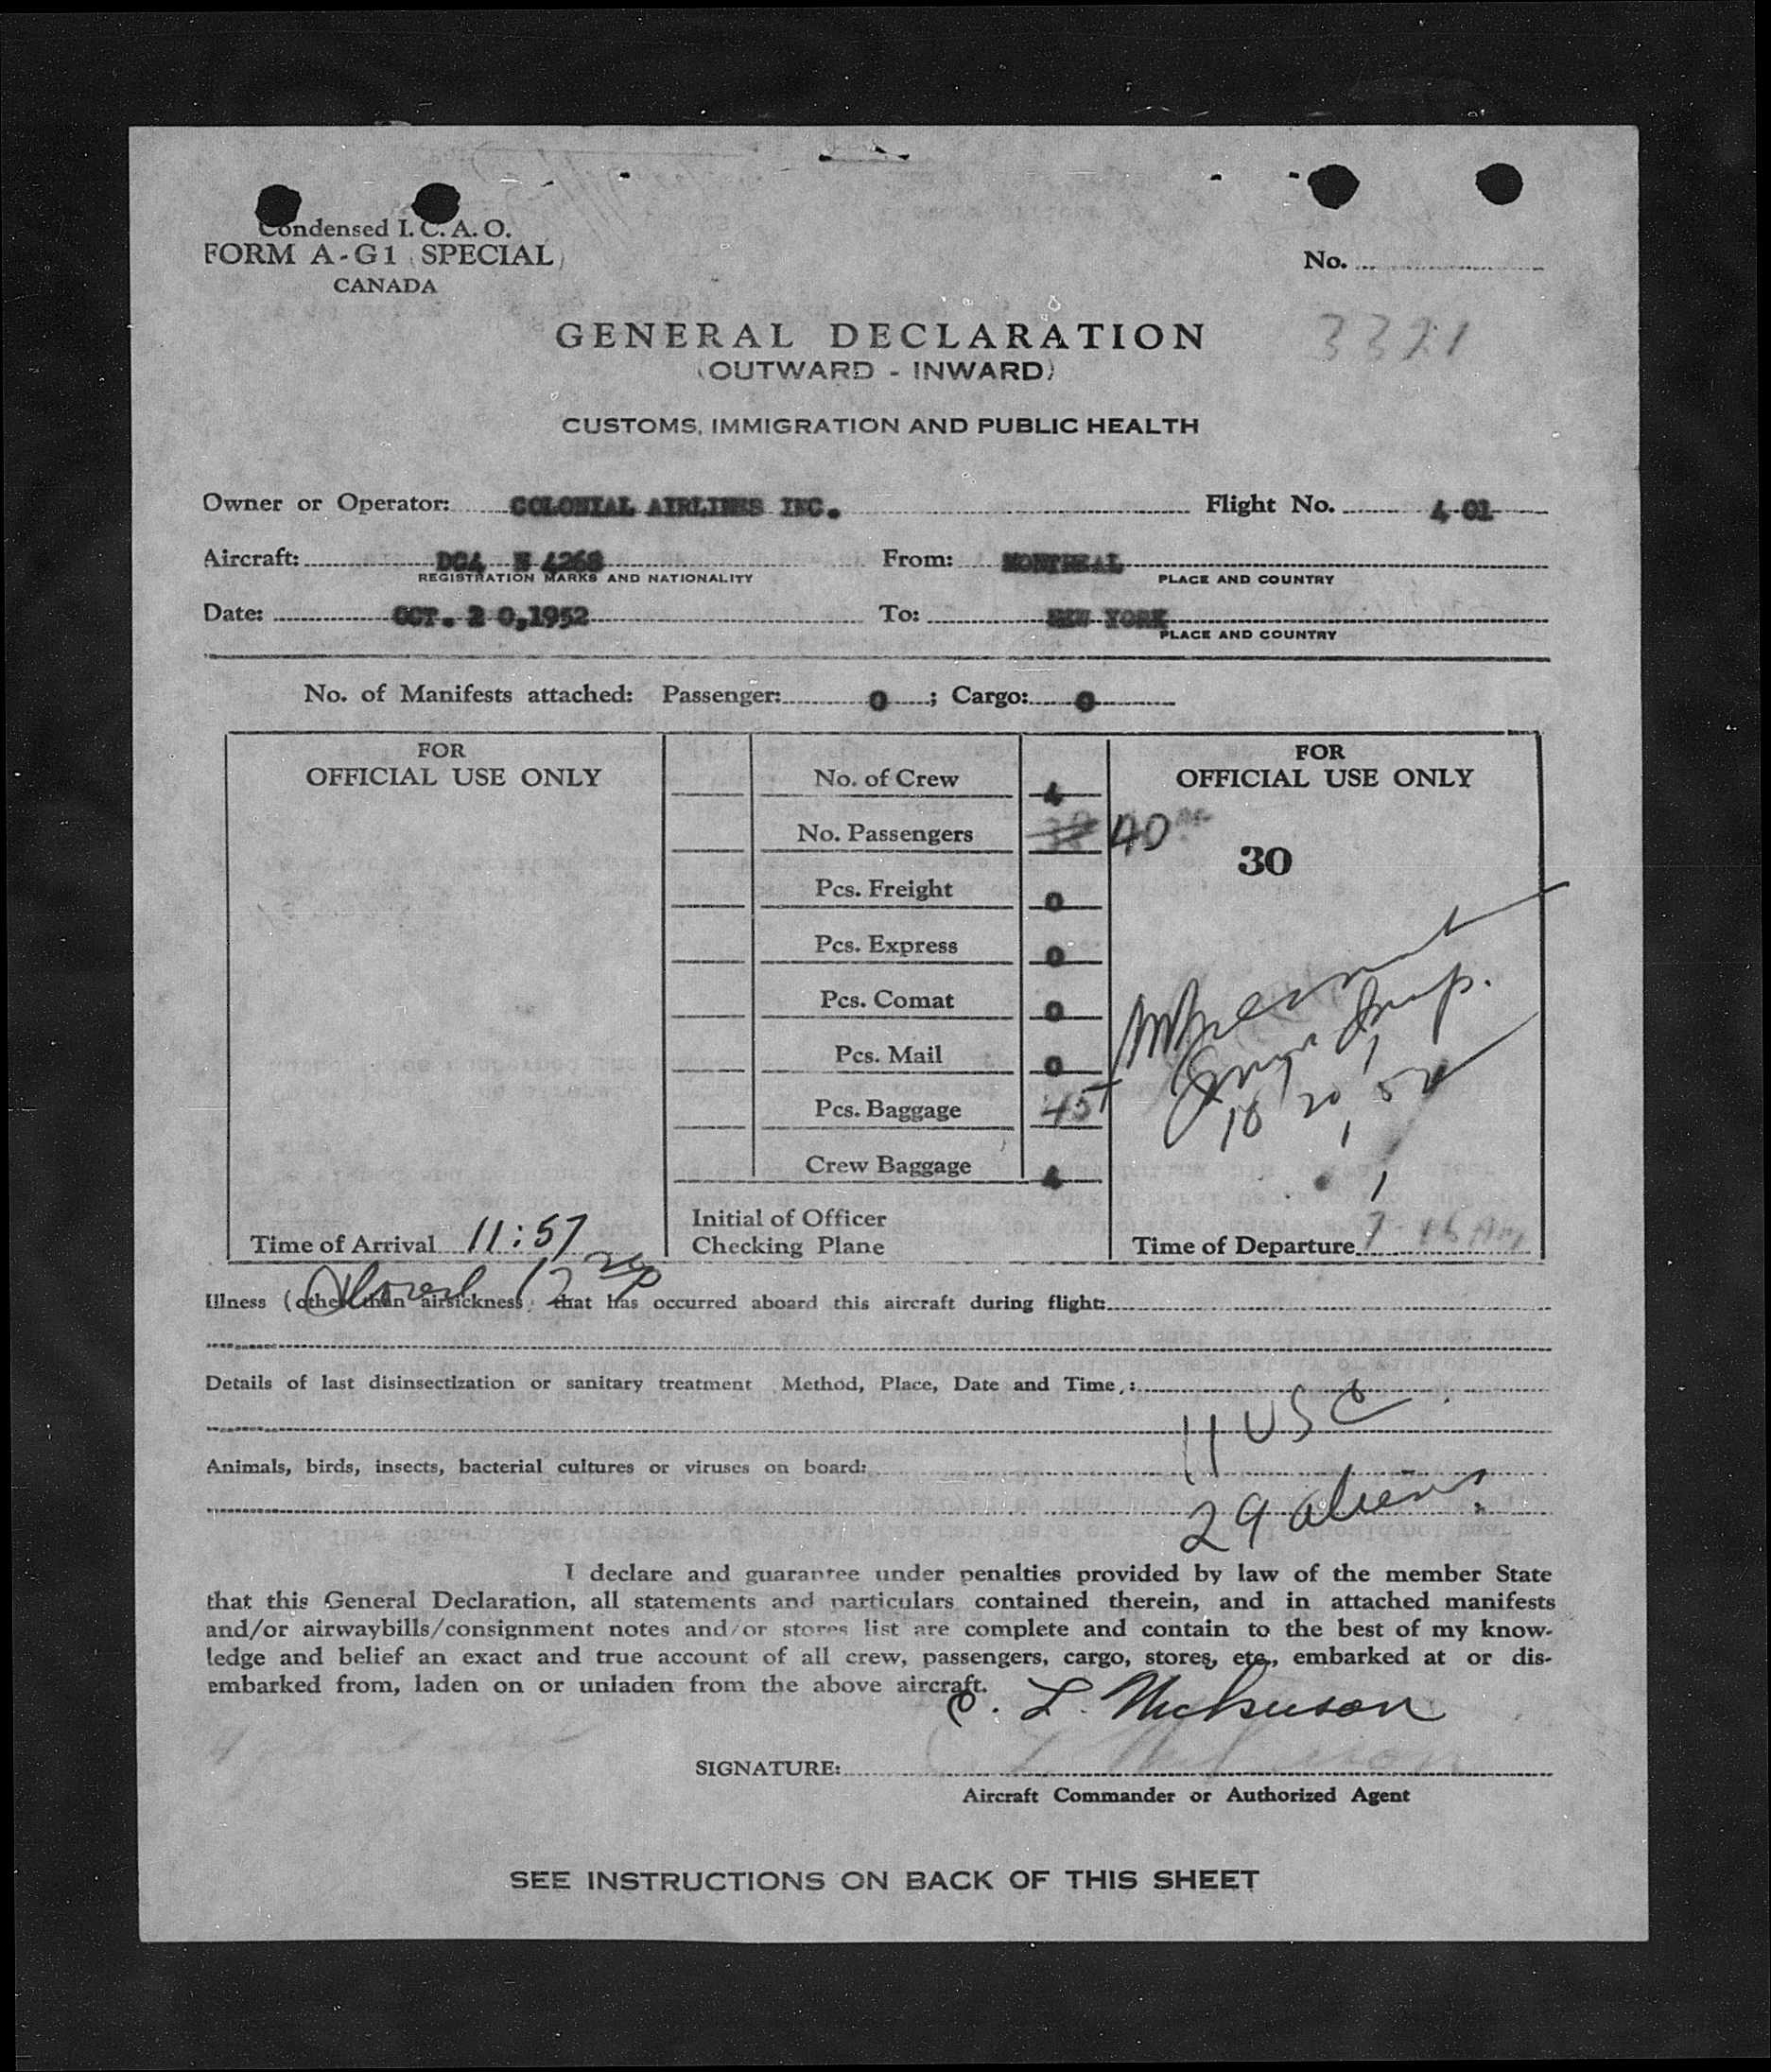 Condensed I. C. A. O.
FORM A-G1 (SPECIAL)
CANADA
No.
3321
GENERAL DECLARATION
(OUTWARD - INWARD)
CUSTOMS, IMMIGRATION AND PUBLIC HEALTH
Owner or Operator: COLONIAL AIRLINES INC. Flight No. 4-01
Aircraft: DC4 N 4268 From: MONTREAL
REGISTRATION MARKS AND NATIONALITY PLACE AND COUNTRY
Date: OCT. 2 0,1952 To: NEW YORK
PLACE AND COUNTRY
No. of Manifests attached: Passenger: 0 ; Cargo: 0
FOR
OFFICIAL USE ONLY
No. of Crew 4
No. Passengers 38 40
Pcs. Freight 0
Pcs. Express 0
Pcs. Comat 0
Pcs. Mail 0
Pcs. Baggage 45
Crew Baggage 4
Initial of Officer
Checking Plane
FOR
OFFICIAL USE ONLY
30
Insp.
10 20 52
Time of Arrival 11:57
Time of Departure
12
Illness (other than airsickness) that has occurred aboard this aircraft during flight:
Details of last disinsectization or sanitary treatment (Method, Place, Date and Time):
11 USC
Animals, birds, insects, bacterial cultures or viruses on board:
29 aliens
I declare and guarantee under penalties provided by law of the member State
that this General Declaration, all statements and particulars contained therein, and in attached manifests
and/or airwaybills/consignment notes and/or stores list are complete and contain to the best of my know-
ledge and belief an exact and true account of all crew, passengers, cargo, stores, etc., embarked at or dis-
embarked from, laden on or unladen from the above aircraft.
C. L. Nickerson
SIGNATURE:
Aircraft Commander or Authorized Agent
SEE INSTRUCTIONS ON BACK OF THIS SHEET